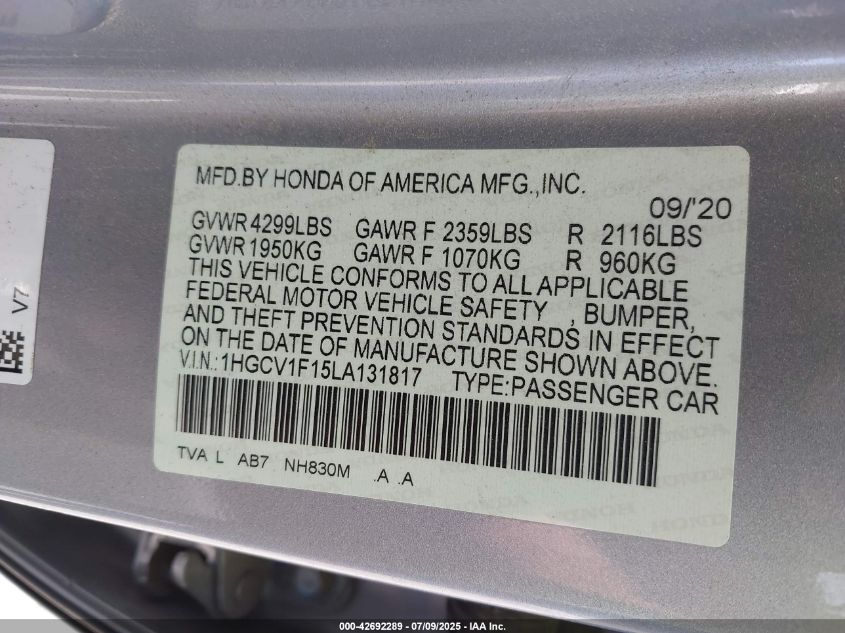 MFD.BY HONDA OF AMERICA MFG.,INC.
09/'20
GVWR 4299LBS GAWR F 2359LBS R 2116LBS
GVWR 1950KG GAWR F 1070KG R 960KG
THIS VEHICLE CONFORMS TO ALL APPLICABLE
FEDERAL MOTOR VEHICLE SAFETY , BUMPER,
AND THEFT PREVENTION STANDARDS IN EFFECT
ON THE DATE OF MANUFACTURE SHOWN ABOVE.
V.I.N.:1HGCV1F15LA131817 TYPE:PASSENGER CAR
TVA L AB7 NH830M .A .A
V7
HONDA
000-42692289 - 07/09/2025 - IAA Inc.